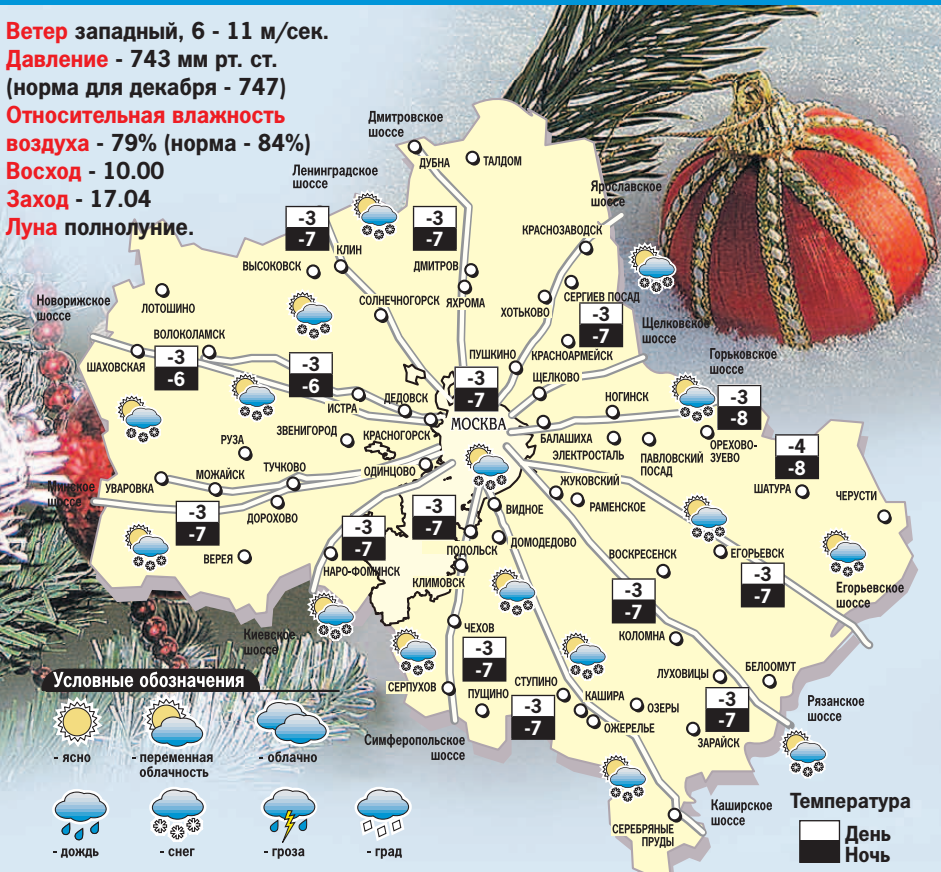 Ветер западный, 6 - 11 м/сек.
Давление - 743 мм рт. ст.
(норма для декабря - 747)
Относительная влажность
воздуха - 79% (норма - 84%)
Восход - 10.00
Заход - 17.04
Луна полнолуние.
Дмитровское
шоссе
ДУБНА
ТАЛДОМ
Ленинградское
шоссе
Ярославское
шоссе
-3
-7
-3
-7
КРАСНОЗАВОДСК
КЛИН
ВЫСОКОВСК
ДМИТРОВ
Новорижское
шоссе
ЛОТОШИНО
СОЛНЕЧНОГОРСК
ЯХРОМА
ХОТЬКОВО
СЕРГИЕВ ПОСАД
-3
-7
Щелковское
шоссе
ВОЛОКОЛАМСК
ШАХОВСКАЯ
-3
-6
-3
-6
ПУШКИНО
КРАСНОАРМЕЙСК
Горьковское
шоссе
-3
-7
ЩЕЛКОВО
ИСТРА
ДЕДОВСК
НОГИНСК
-3
-8
МОСКВА
ЗВЕНИГОРОД
КРАСНОГОРСК
БАЛАШИХА
ЭЛЕКТРОСТАЛЬ
ПАВЛОВСКИЙ
ПОСАД
ОРЕХОВО-
ЗУЕВО
-4
-8
РУЗА
ТУЧКОВО
ОДИНЦОВО
МОЖАЙСК
УВАРОВКА
Минское
шоссе
ЖУКОВСКИЙ
РАМЕНСКОЕ
ШАТУРА
ЧЕРУСТИ
ДОРОХОВО
-3
-7
-3
-7
-3
-7
ВИДНОЕ
ВЕРЕЯ
НАРО-ФОМИНСК
ПОДОЛЬСК
ДОМОДЕДОВО
ВОСКРЕСЕНСК
ЕГОРЬЕВСК
КЛИМОВСК
-3
-7
-3
-7
Егорьевское
шоссе
Киевское
шоссе
ЧЕХОВ
КОЛОМНА
-3
-7
СЕРПУХОВ
ПУЩИНО
СТУПИНО
-3
-7
КАШИРА
ОЖЕРЕЛЬЕ
ОЗЕРЫ
ЛУХОВИЦЫ
БЕЛООМУТ
-3
-7
ЗАРАЙСК
Рязанское
шоссе
Симферопольское
шоссе
Каширское
шоссе
СЕРЕБРЯНЫЕ
ПРУДЫ
Условные обозначения
- ясно
- переменная
облачность
- облачно
- дождь
- снег
- гроза
- град
Температура
День
Ночь